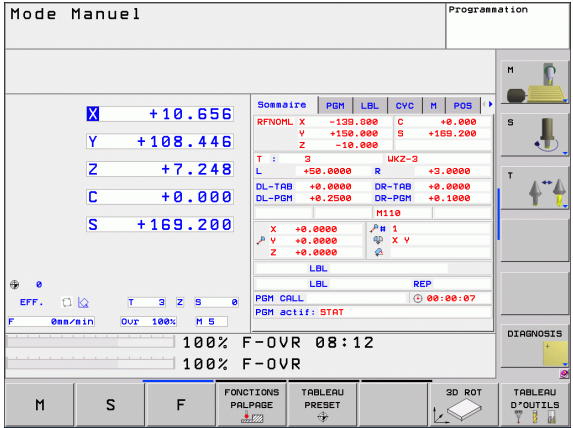 Mode Manuel
Programmation
X +10.656
Y +108.446
Z +7.248
C +0.000
S +169.200
0
EFF. T 3 Z S 0
F 0mm/min Ovr 100% M 5
Sommaire PGM LBL CYC M POS
RFNOML X -139.800 C +0.000
Y +150.000 S +169.200
Z -10.000
T : 3 WKZ-3
L +50.0000 R +3.0000
DL-TAB +0.0000 DR-TAB +0.0000
DL-PGM +0.2500 DR-PGM +0.1000
M110
X +0.0000 # 1
Y +0.0000 X Y
Z +0.0000
LBL
LBL REP
PGM CALL 00:00:07
PGM actif: STAT
100% F-OVR 08:12
100% F-OVR
M
S
T
DIAGNOSIS
M
S
F
FONCTIONS
PALPAGE
TABLEAU
PRESET
3D ROT
TABLEAU
D'OUTILS